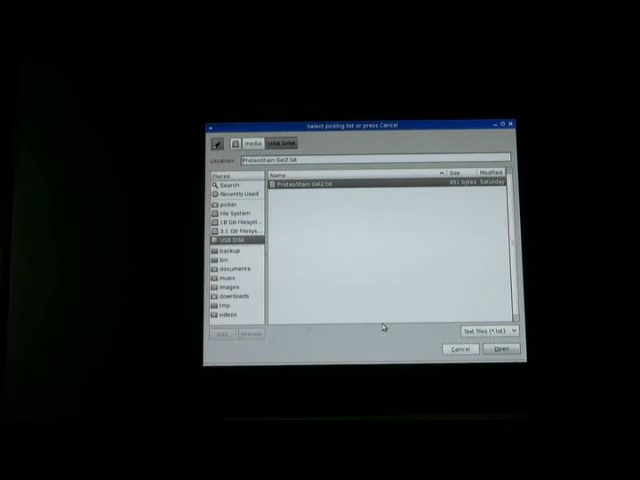 Select picking list or press Cancel
media USB DISK
Location: ProteoStain Gel2.txt
Places Name Size Modified
Search ProteoStain Gel2.txt 451 bytes Saturday
Recently Used
picker
File System
USB DISK
backup
bin
documents
music
images
downloads
tmp
videos
Add Remove Text files (*.txt)
Cancel Open